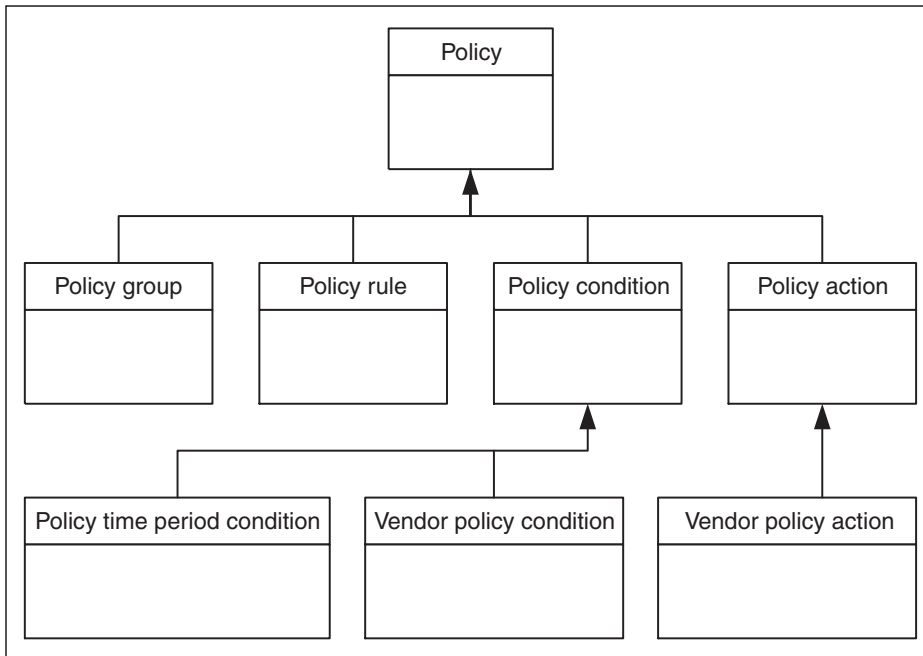 Policy
Policy group
Policy rule
Policy condition
Policy action
Policy time period condition
Vendor policy condition
Vendor policy action